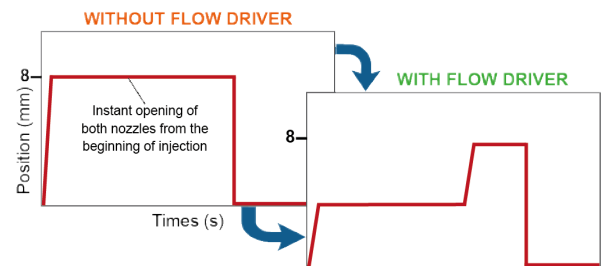 WITHOUT FLOW DRIVER
8
Instant opening of
both nozzles from the
beginning of injection
Position (mm)
Times (s)
WITH FLOW DRIVER
8